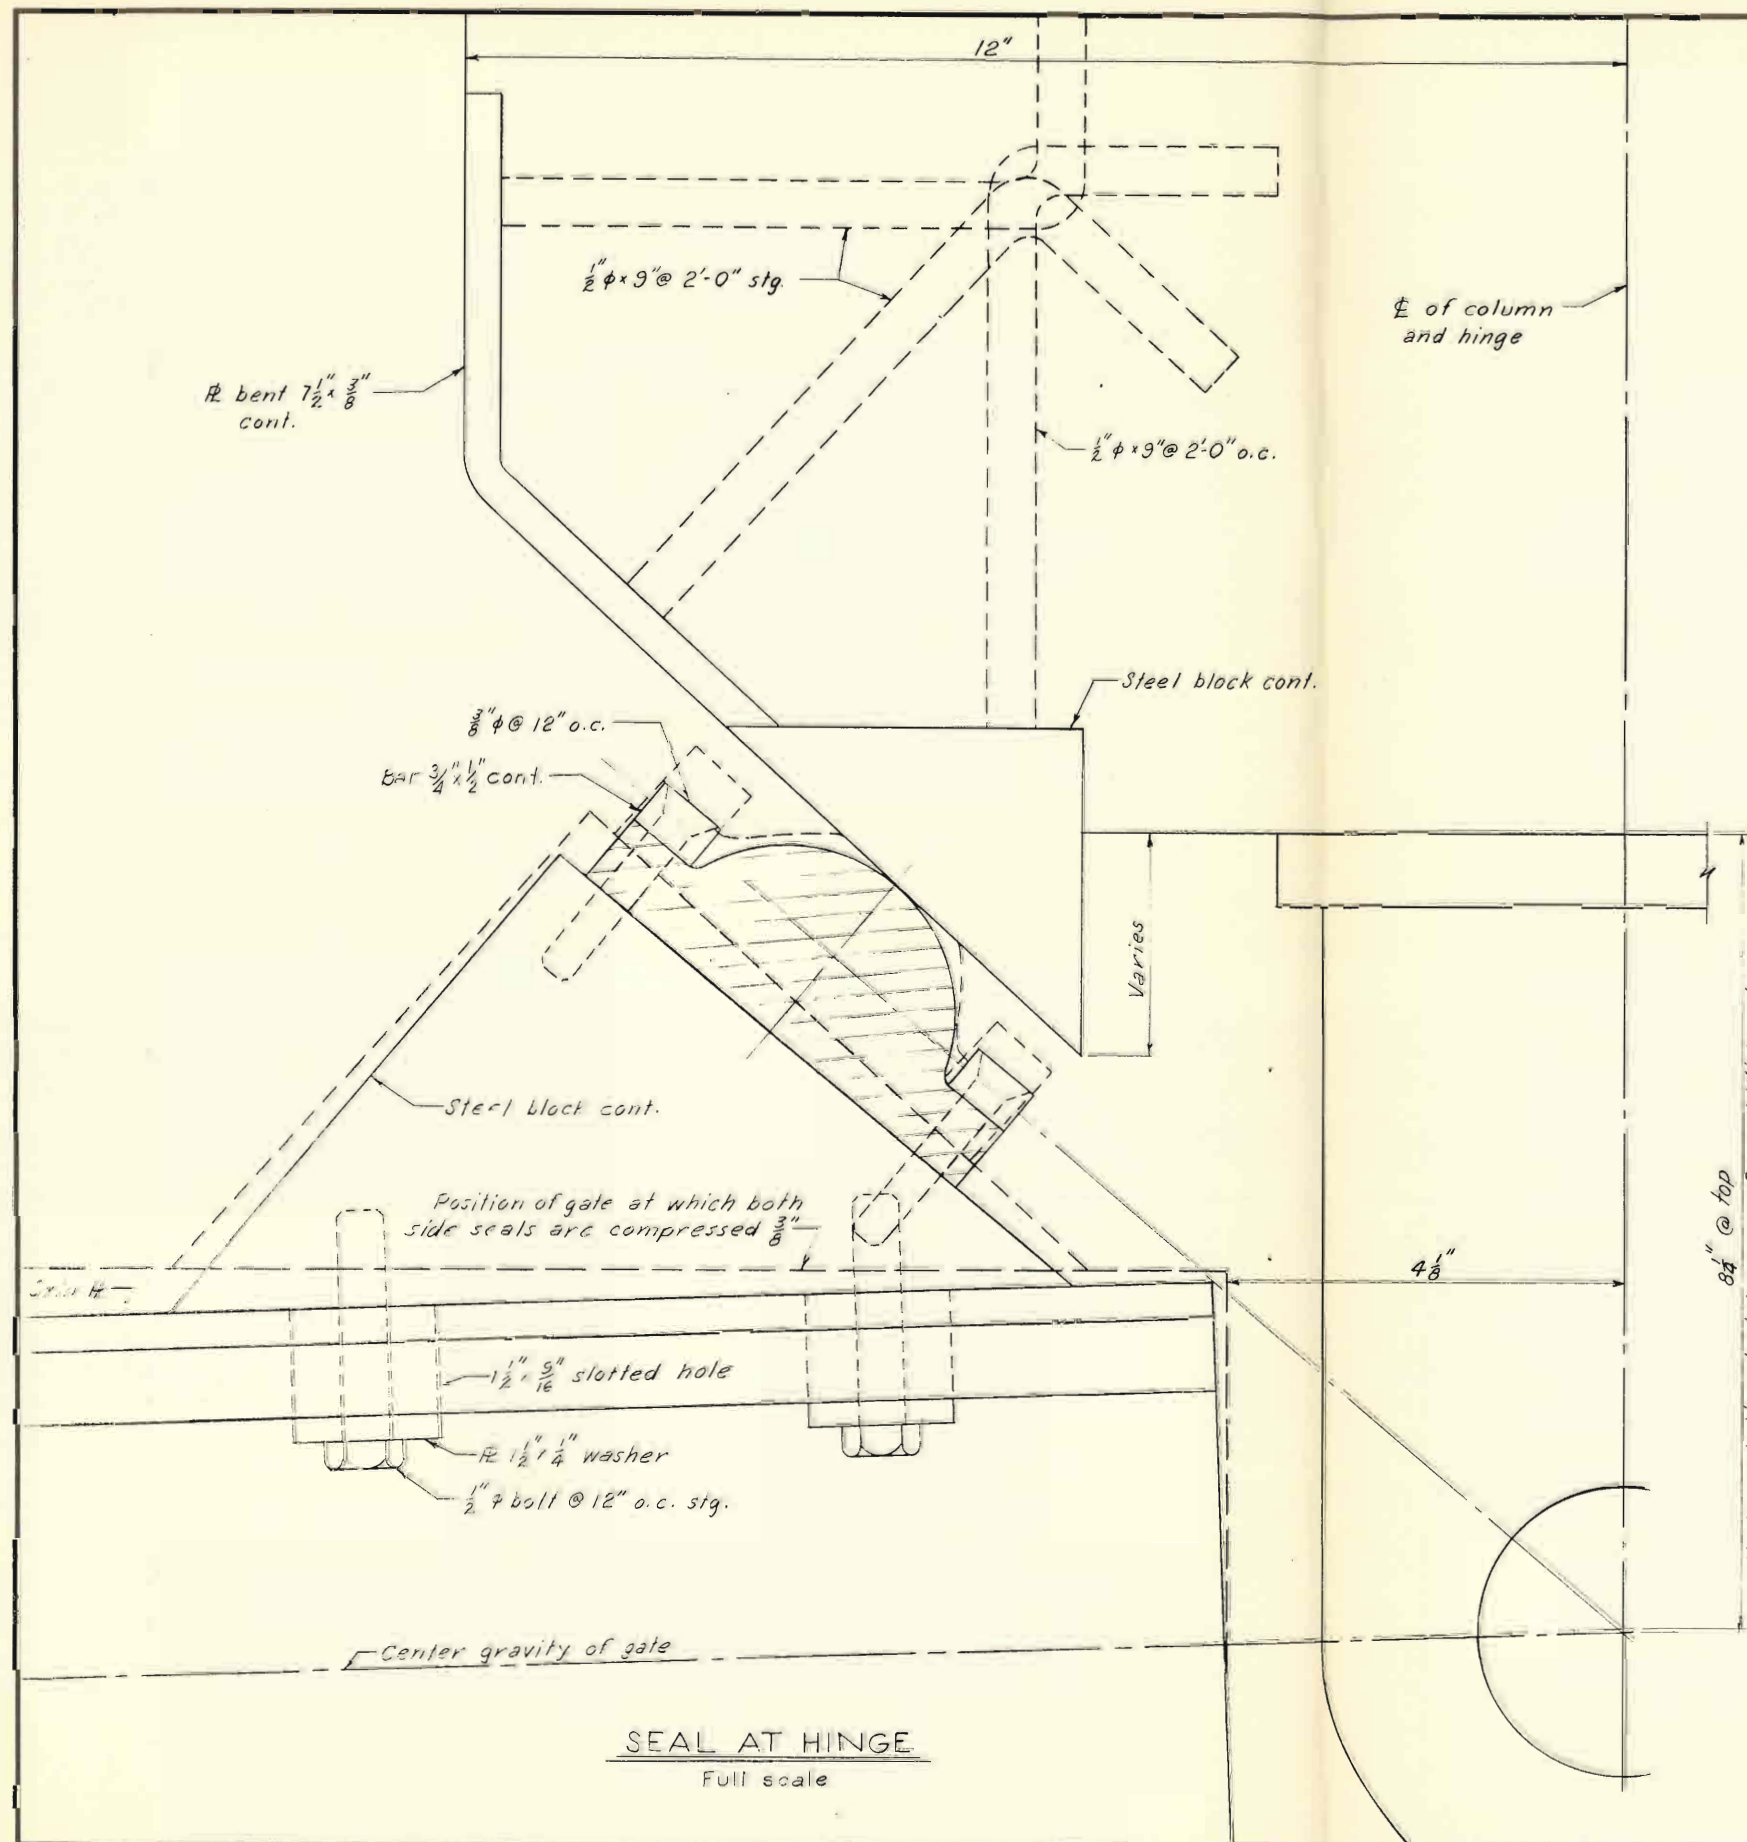 12"
½"ϕ×9"@ 2'-0" stg.
℄ of column
and hinge
PL bent 7½"×⅜"
cont.
½"ϕ×9"@ 2'-0" o.c.
Steel block cont.
⅜"ϕ@ 12" o.c.
Bar ¾"×½" cont.
Varies
Steel block cont.
Position of gate at which both
side seals are compressed ⅜"
4⅛"
8¼" @ top
1½"×9/16" slotted hole
PL 1½"×¼" washer
½"ϕ bolt @ 12" o.c. stg.
Center gravity of gate
SEAL AT HINGE
Full scale